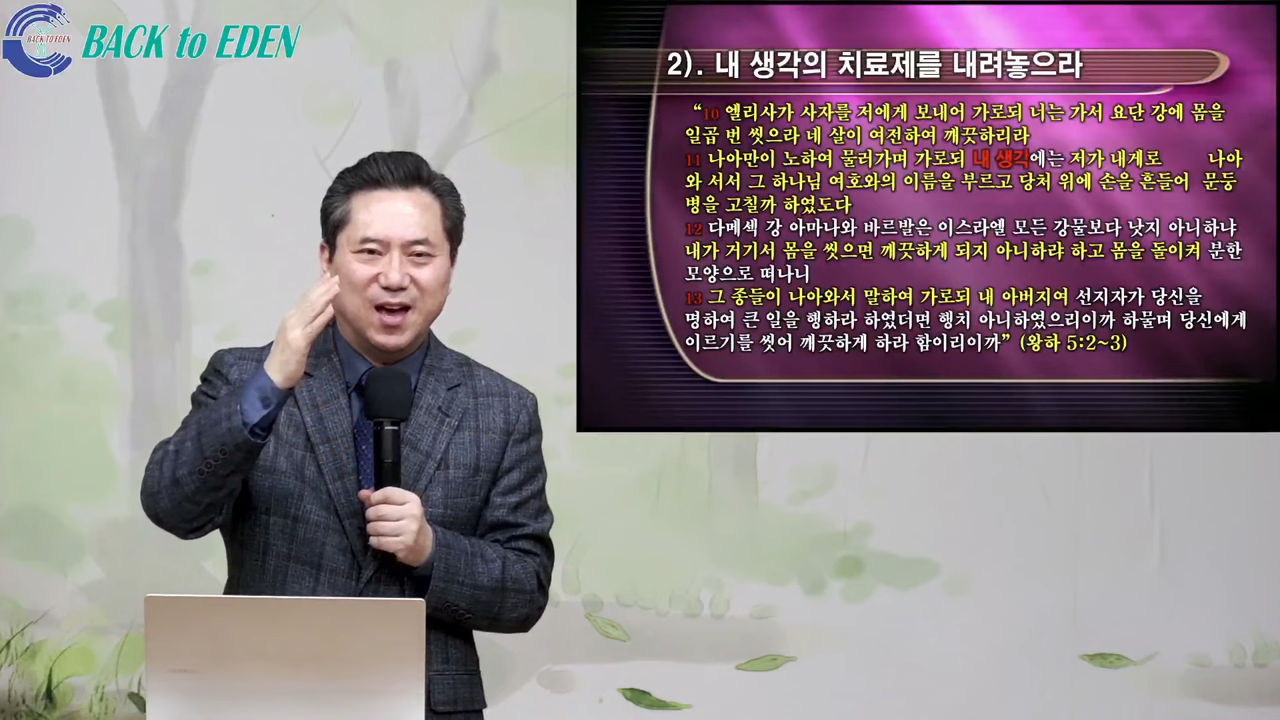 BACK TO EDEN
BACK to EDEN
2). 내 생각의 치료제를 내려놓으라
“10 엘리사가 사자를 저에게 보내어 가로되 너는 가서 요단 강에 몸을
일곱 번 씻으라 네 살이 여전하여 깨끗하리라
11 나아만이 노하여 물러가며 가로되 내 생각에는 저가 내게로 나아
와 서서 그 하나님 여호와의 이름을 부르고 당처 위에 손을 흔들어 문둥
병을 고칠까 하였도다
12 다메섹 강 아마나와 바르발은 이스라엘 모든 강물보다 낫지 아니하냐
내가 거기서 몸을 씻으면 깨끗하게 되지 아니하랴 하고 몸을 돌이켜 분한
모양으로 떠나니
13 그 종들이 나아와서 말하여 가로되 내 아버지여 선지자가 당신을
명하여 큰 일을 행하라 하였더면 행치 아니하였으리이까 하물며 당신에게
이르기를 씻어 깨끗하게 하라 함이리이까” (왕하 5:2~3)